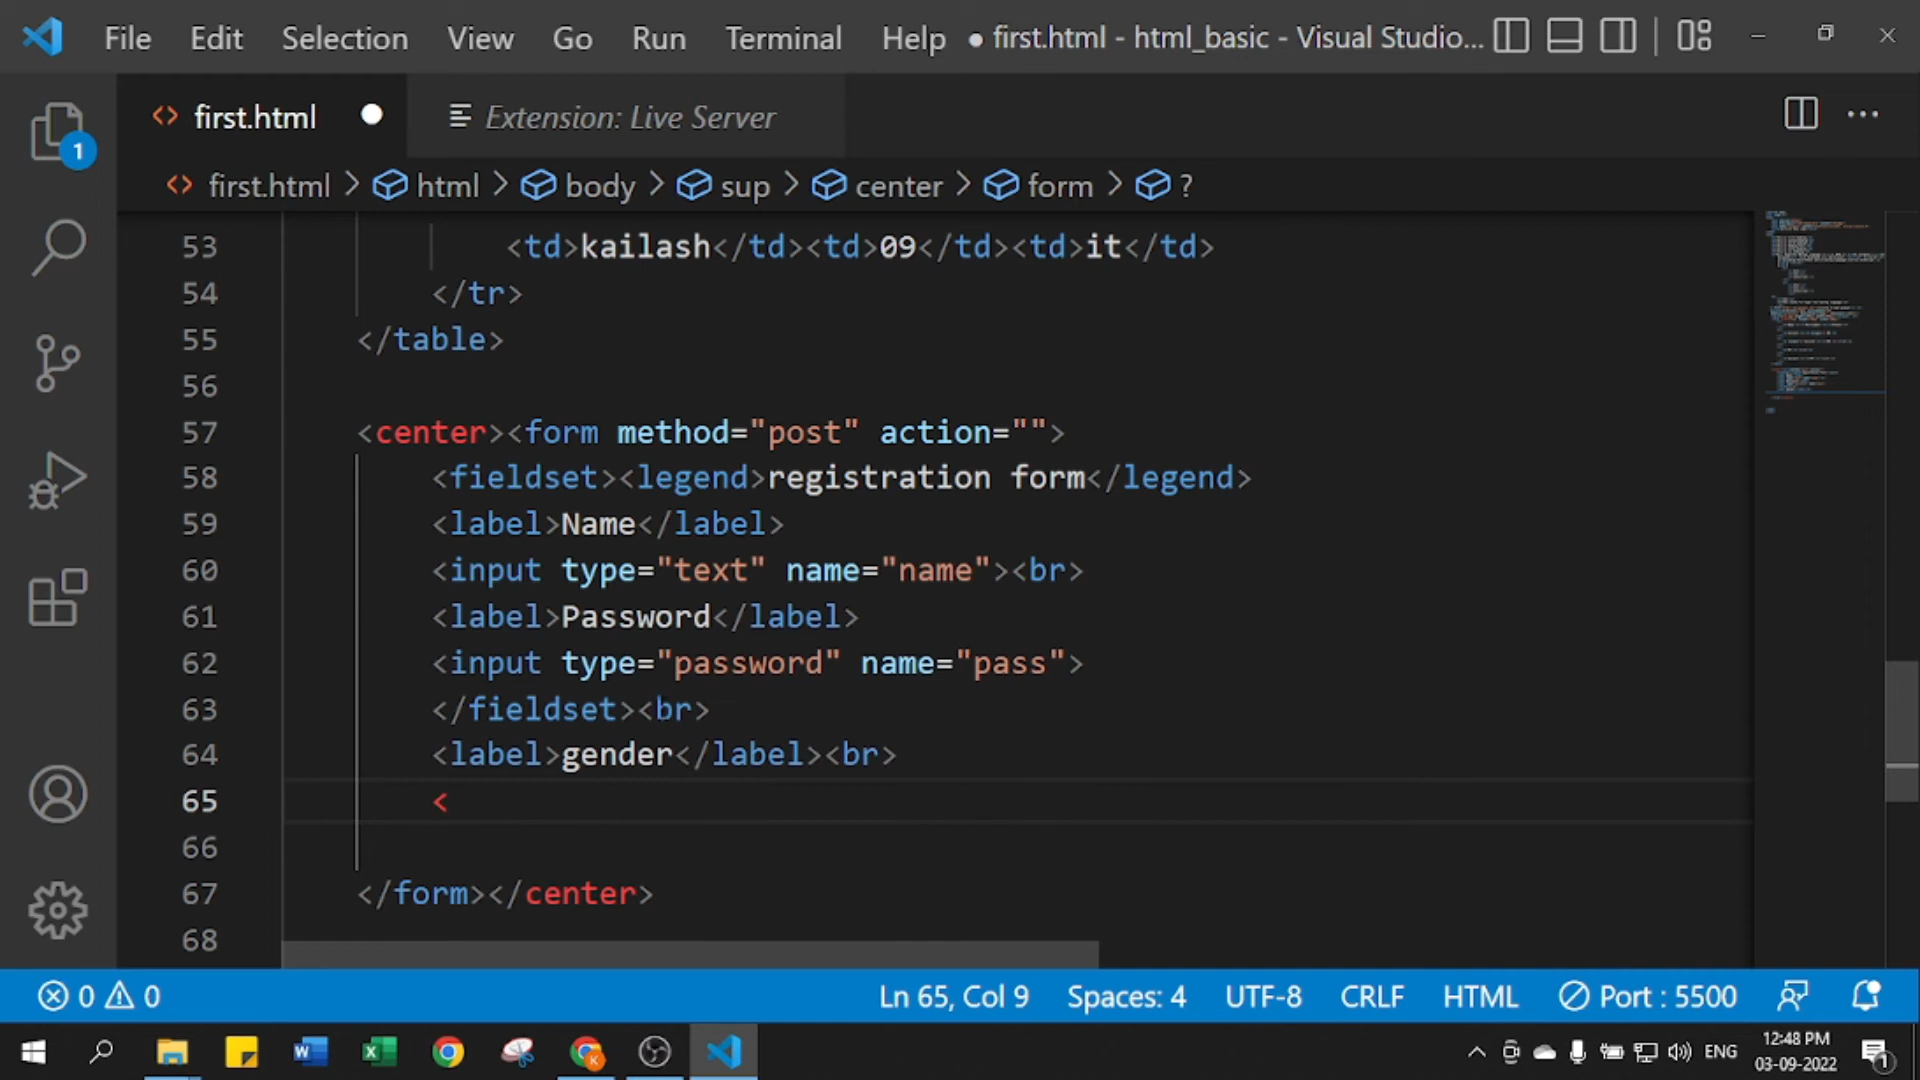 File Edit Selection View Go Run Terminal Help ● first.html - html_basic - Visual Studio...
first.html ● Extension: Live Server
first.html > html > body > sup > center > form > ?
53 <td>kailash</td><td>09</td><td>it</td>
54 </tr>
55 </table>
56
57 <center><form method="post" action="">
58 <fieldset><legend>registration form</legend>
59 <label>Name</label>
60 <input type="text" name="name"><br>
61 <label>Password</label>
62 <input type="password" name="pass">
63 </fieldset><br>
64 <label>gender</label><br>
65 <
66
67 </form></center>
68
1
0 0 Ln 65, Col 9 Spaces: 4 UTF-8 CRLF HTML Port : 5500
ENG 12:48 PM
03-09-2022
1